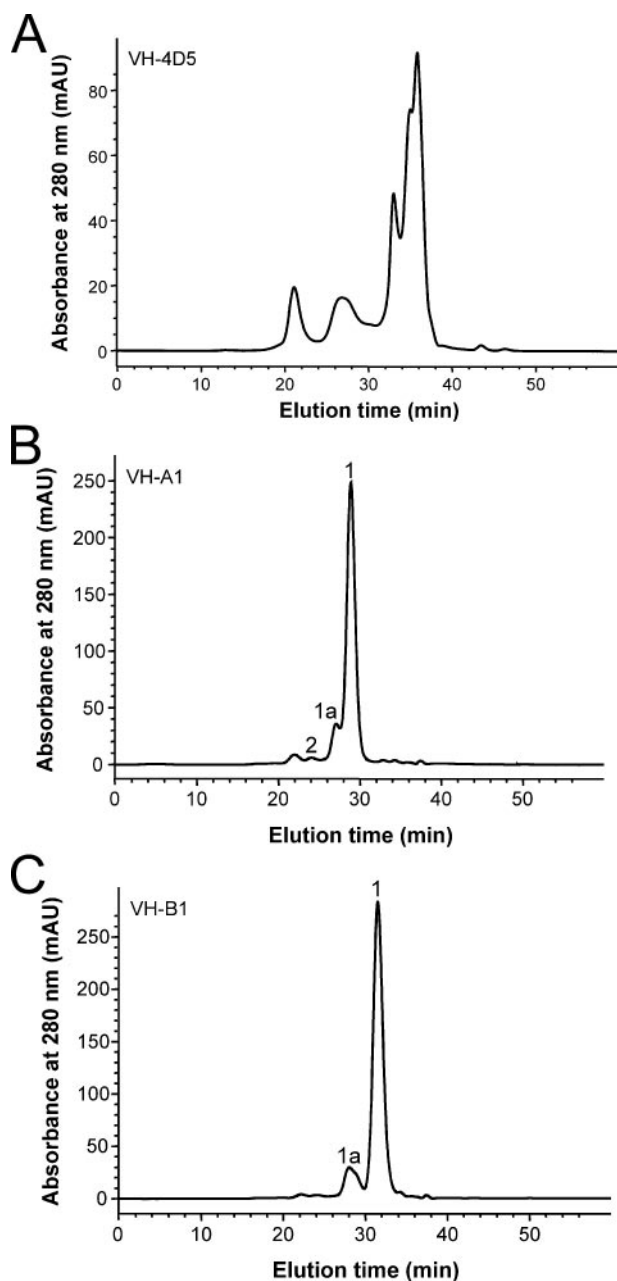 A
VH-4D5
80
60
40
20
0
Absorbance at 280 nm (mAU)
0 10 20 30 40 50
Elution time (min)
B
VH-A1
1
1a
2
250
200
150
100
50
0
Absorbance at 280 nm (mAU)
0 10 20 30 40 50
Elution time (min)
C
VH-B1
1
1a
250
200
150
100
50
0
Absorbance at 280 nm (mAU)
0 10 20 30 40 50
Elution time (min)